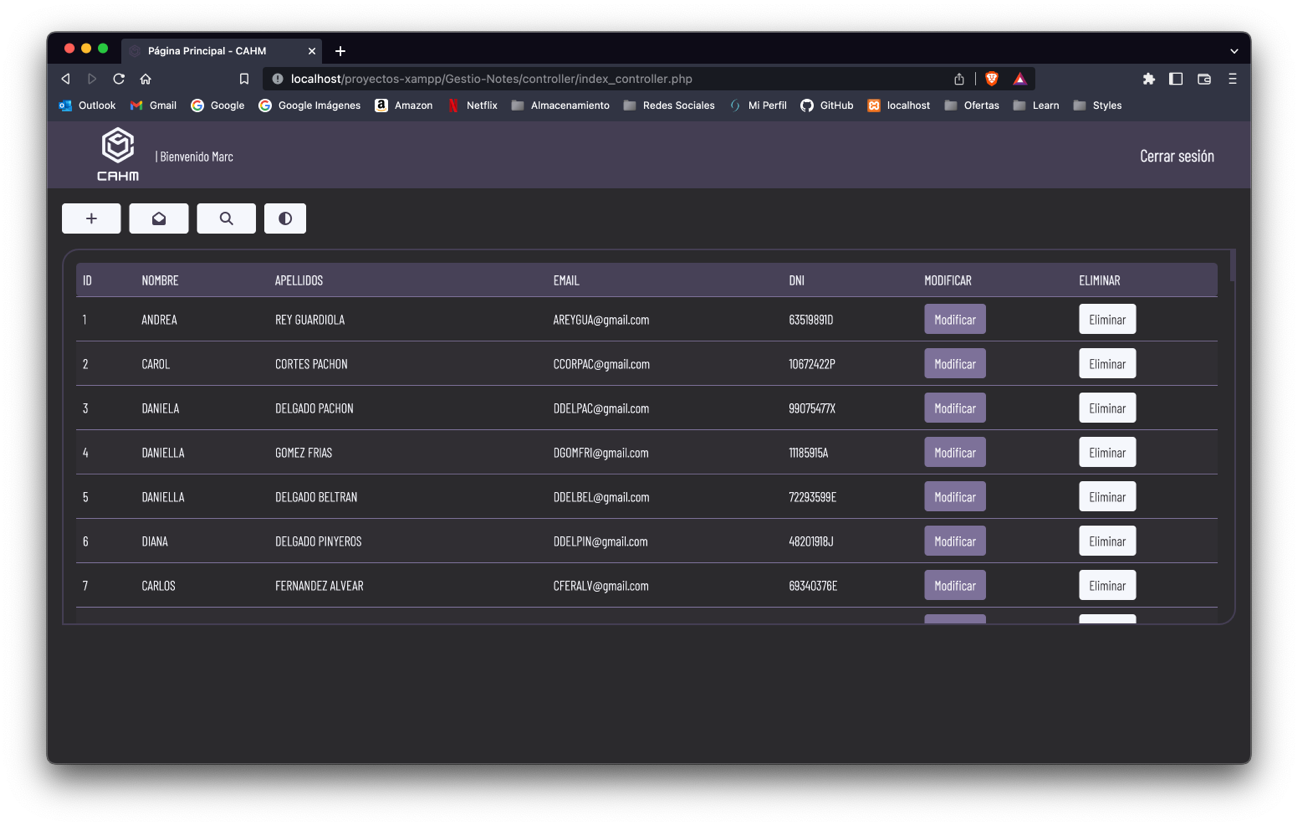 Página Principal - CAHM
localhost/proyectos-xampp/Gestio-Notes/controller/index_controller.php
Outlook Gmail Google Google Imágenes Amazon Netflix Almacenamiento Redes Sociales Mi Perfil GitHub localhost Ofertas Learn Styles
CAHM | Bienvenido Marc Cerrar sesión
ID NOMBRE APELLIDOS EMAIL DNI MODIFICAR ELIMINAR
1 ANDREA REY GUARDIOLA AREYGUA@gmail.com 63519891D Modificar Eliminar
2 CAROL CORTES PACHON CCORPAC@gmail.com 10672422P Modificar Eliminar
3 DANIELA DELGADO PACHON DDELPAC@gmail.com 99075477X Modificar Eliminar
4 DANIELLA GOMEZ FRIAS DGOMFRI@gmail.com 11185915A Modificar Eliminar
5 DANIELLA DELGADO BELTRAN DDELBEL@gmail.com 72293599E Modificar Eliminar
6 DIANA DELGADO PINYEROS DDELPIN@gmail.com 48201918J Modificar Eliminar
7 CARLOS FERNANDEZ ALVEAR CFERALV@gmail.com 69340376E Modificar Eliminar